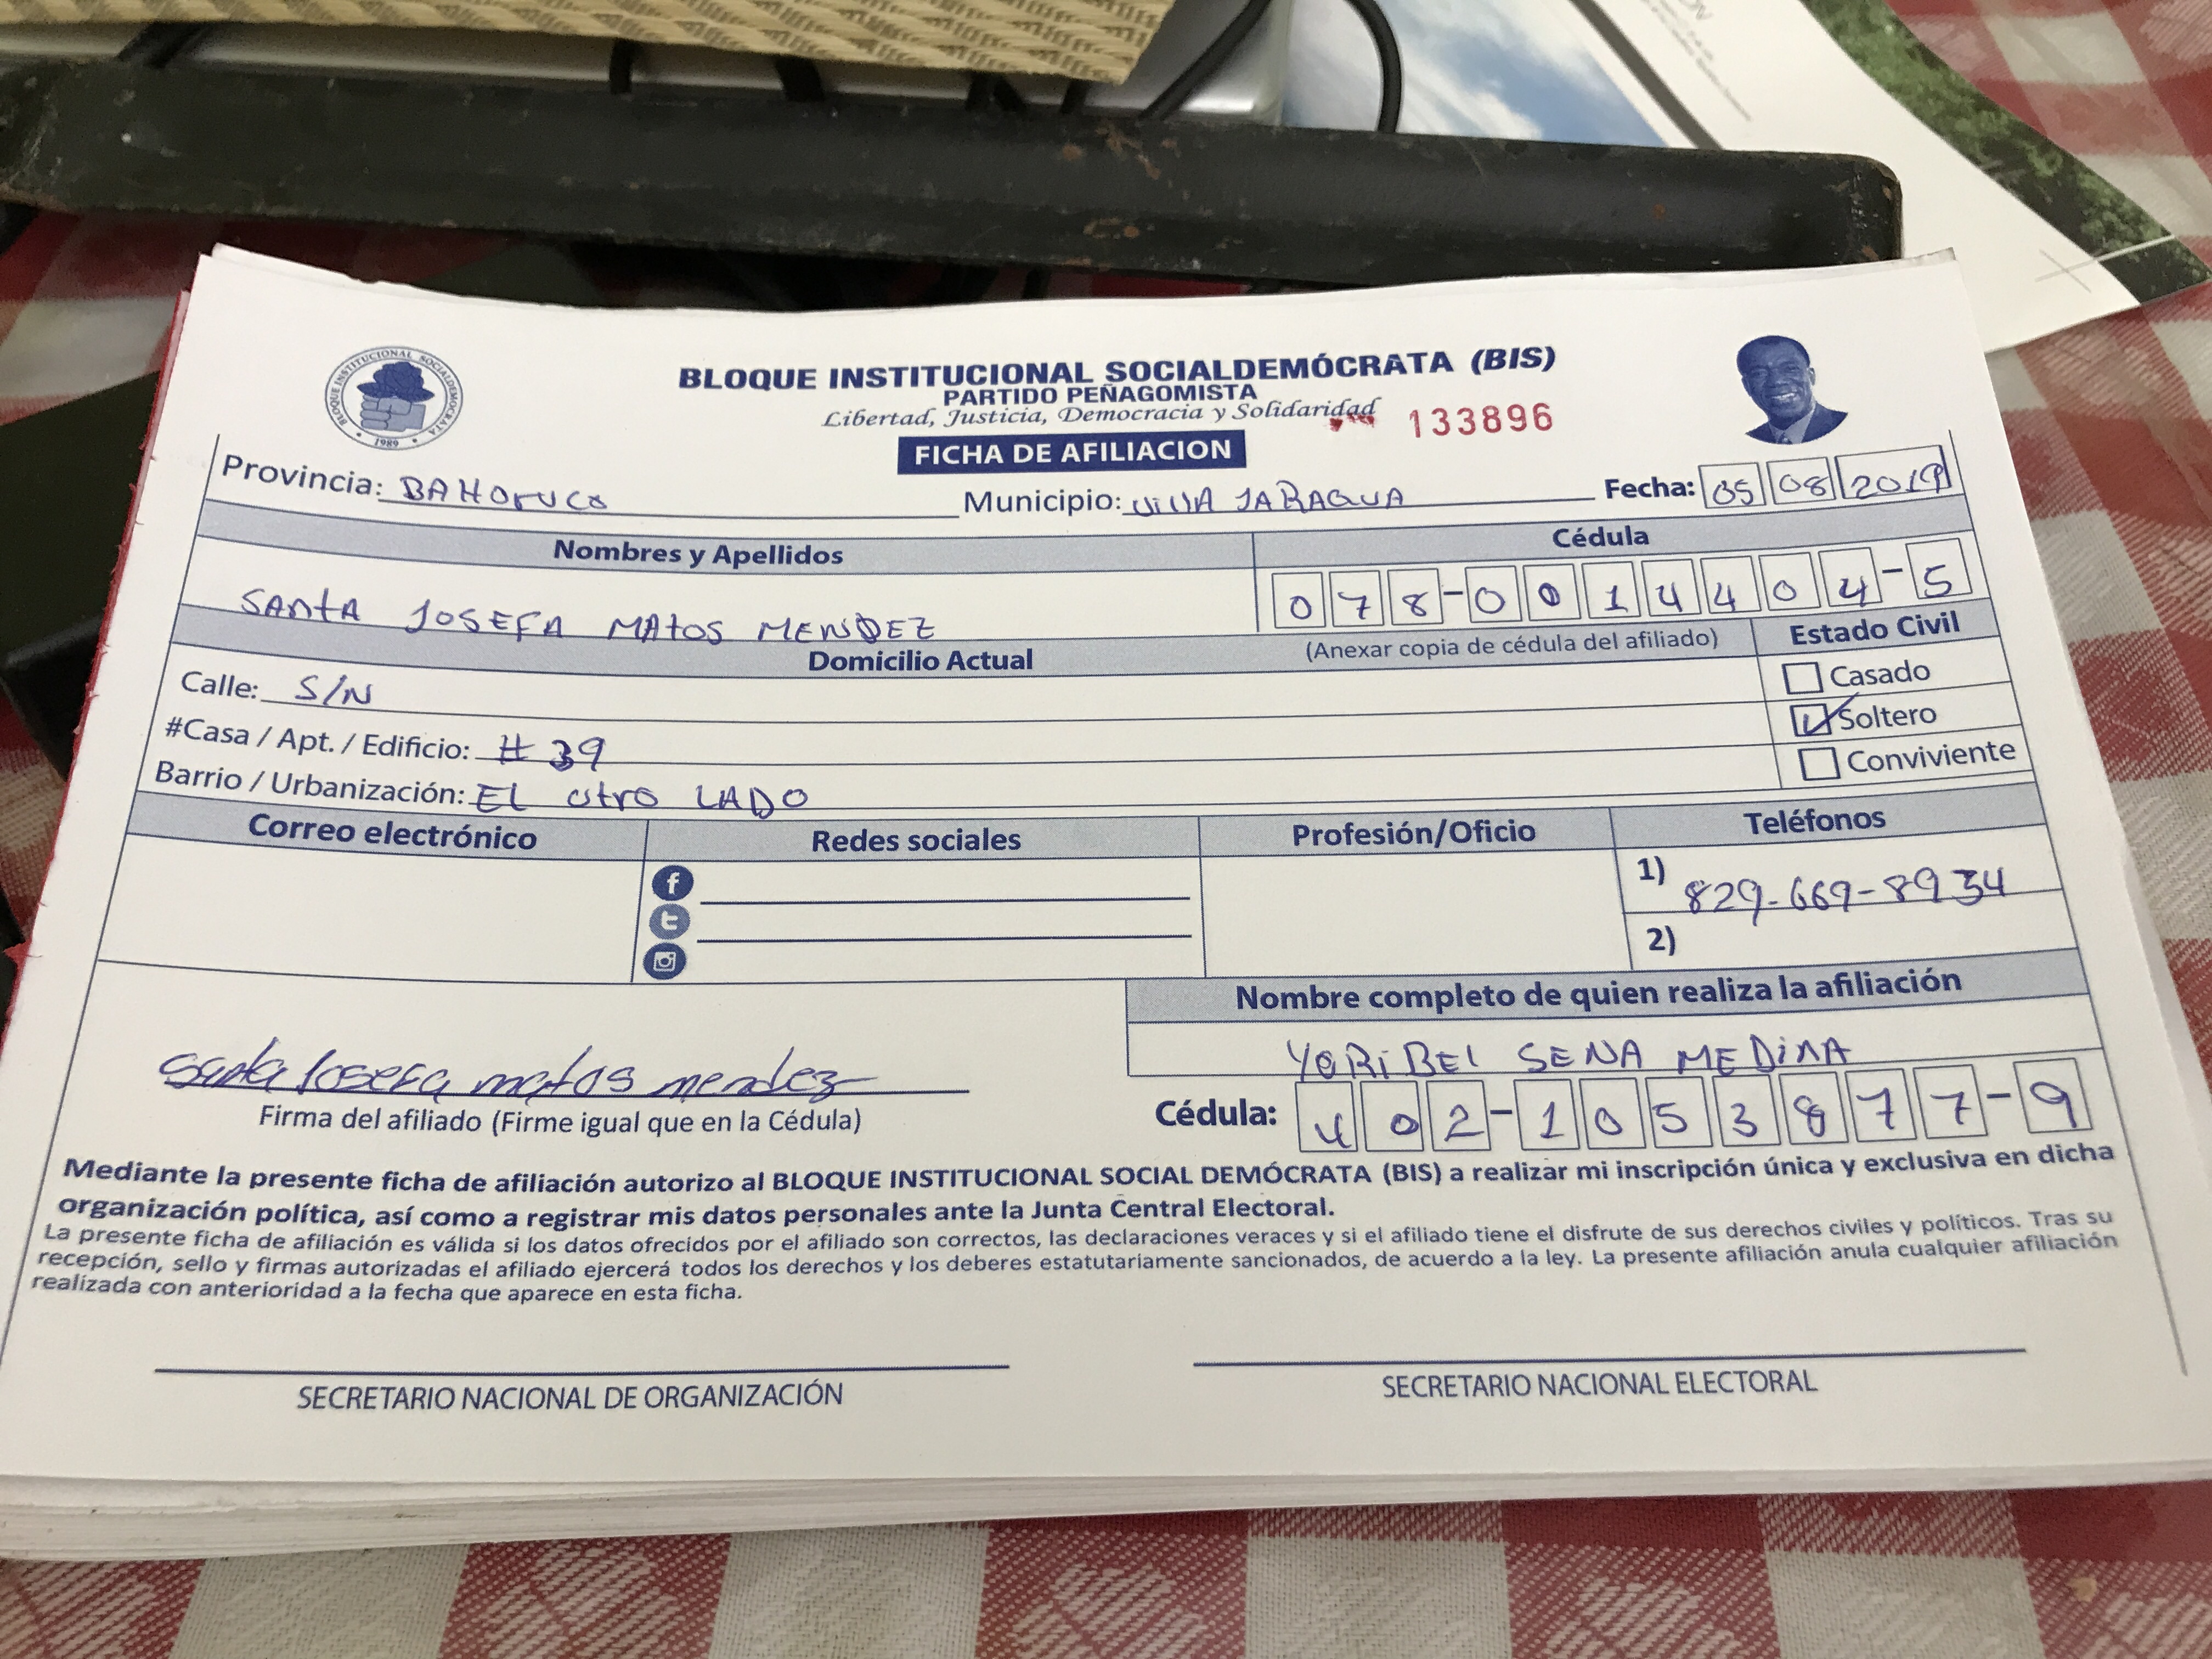 BLOQUE INSTITUCIONAL SOCIALDEMÓCRATA (BIS)
PARTIDO PEÑAGOMISTA
Libertad, Justicia, Democracia y Solidaridad
133896
BLOQUE INSTITUCIONAL SOCIALDEMOCRATA
1989
FICHA DE AFILIACION
Provincia: BAHORUCO Municipio: VillA JARAGUA Fecha: 05 08 2019
Nombres y Apellidos Cédula
SANtA JOSEFA MAtOS MENDEZ 078-0014404-5
Domicilio Actual (Anexar copia de cédula del afiliado) Estado Civil
Calle: S/N Casado
#Casa / Apt. / Edificio: # 39 Soltero
Barrio / Urbanización: EL OtrO LADO Conviviente
Correo electrónico Redes sociales Profesión/Oficio Teléfonos
1) 829-669-8934
2)
Nombre completo de quien realiza la afiliación
YORiBEL SENA MEDiNA
santa Josefa matos mendez
Firma del afiliado (Firme igual que en la Cédula) Cédula: 402-1053877-9
Mediante la presente ficha de afiliación autorizo al BLOQUE INSTITUCIONAL SOCIAL DEMÓCRATA (BIS) a realizar mi inscripción única y exclusiva en dicha
organización política, así como a registrar mis datos personales ante la Junta Central Electoral.
La presente ficha de afiliación es válida si los datos ofrecidos por el afiliado son correctos, las declaraciones veraces y si el afiliado tiene el disfrute de sus derechos civiles y políticos. Tras su
recepción, sello y firmas autorizadas el afiliado ejercerá todos los derechos y los deberes estatutariamente sancionados, de acuerdo a la ley. La presente afiliación anula cualquier afiliación
realizada con anterioridad a la fecha que aparece en esta ficha.
SECRETARIO NACIONAL DE ORGANIZACIÓN SECRETARIO NACIONAL ELECTORAL